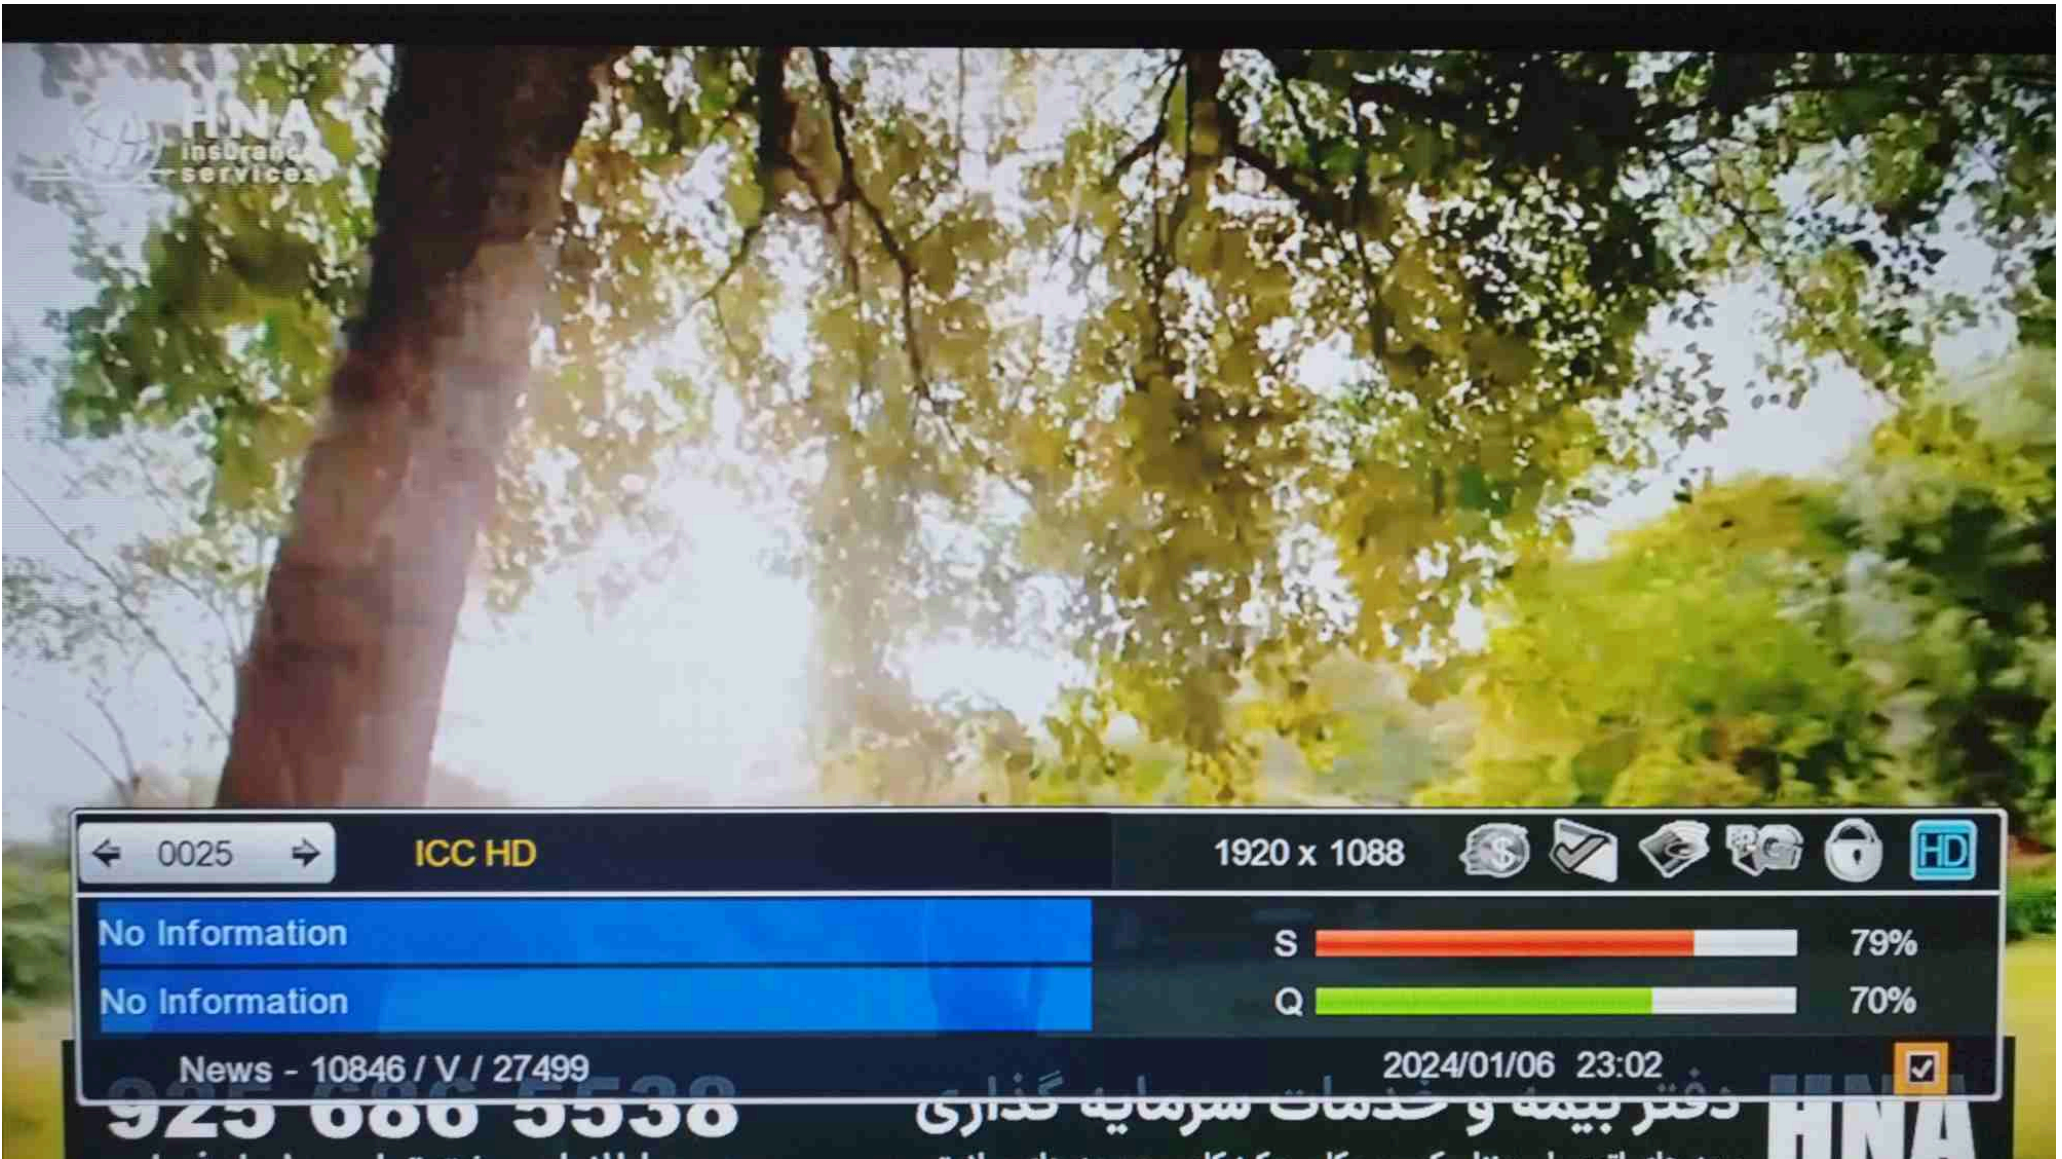 HNA
insurance
services
0025 ICC HD 1920 x 1088 HD
No Information S 79%
No Information Q 70%
News - 10846 / V / 27499 2024/01/06 23:02
925 686 5538 دفتر بیمه و خدمات سرمایه گذاری HNA